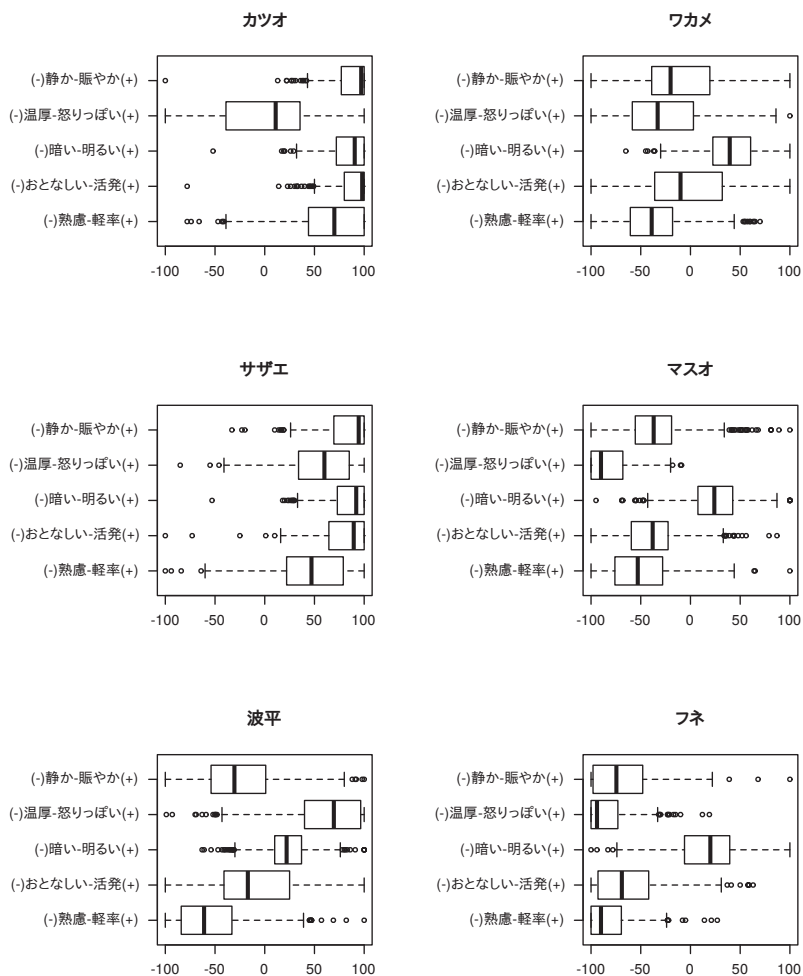 カツオ
(-)静か-賑やか(+)
(-)温厚-怒りっぽい(+)
(-)暗い-明るい(+)
(-)おとなしい-活発(+)
(-)熟慮-軽率(+)
-100 -50 0 50 100
ワカメ
(-)静か-賑やか(+)
(-)温厚-怒りっぽい(+)
(-)暗い-明るい(+)
(-)おとなしい-活発(+)
(-)熟慮-軽率(+)
-100 -50 0 50 100
サザエ
(-)静か-賑やか(+)
(-)温厚-怒りっぽい(+)
(-)暗い-明るい(+)
(-)おとなしい-活発(+)
(-)熟慮-軽率(+)
-100 -50 0 50 100
マスオ
(-)静か-賑やか(+)
(-)温厚-怒りっぽい(+)
(-)暗い-明るい(+)
(-)おとなしい-活発(+)
(-)熟慮-軽率(+)
-100 -50 0 50 100
波平
(-)静か-賑やか(+)
(-)温厚-怒りっぽい(+)
(-)暗い-明るい(+)
(-)おとなしい-活発(+)
(-)熟慮-軽率(+)
-100 -50 0 50 100
フネ
(-)静か-賑やか(+)
(-)温厚-怒りっぽい(+)
(-)暗い-明るい(+)
(-)おとなしい-活発(+)
(-)熟慮-軽率(+)
-100 -50 0 50 100